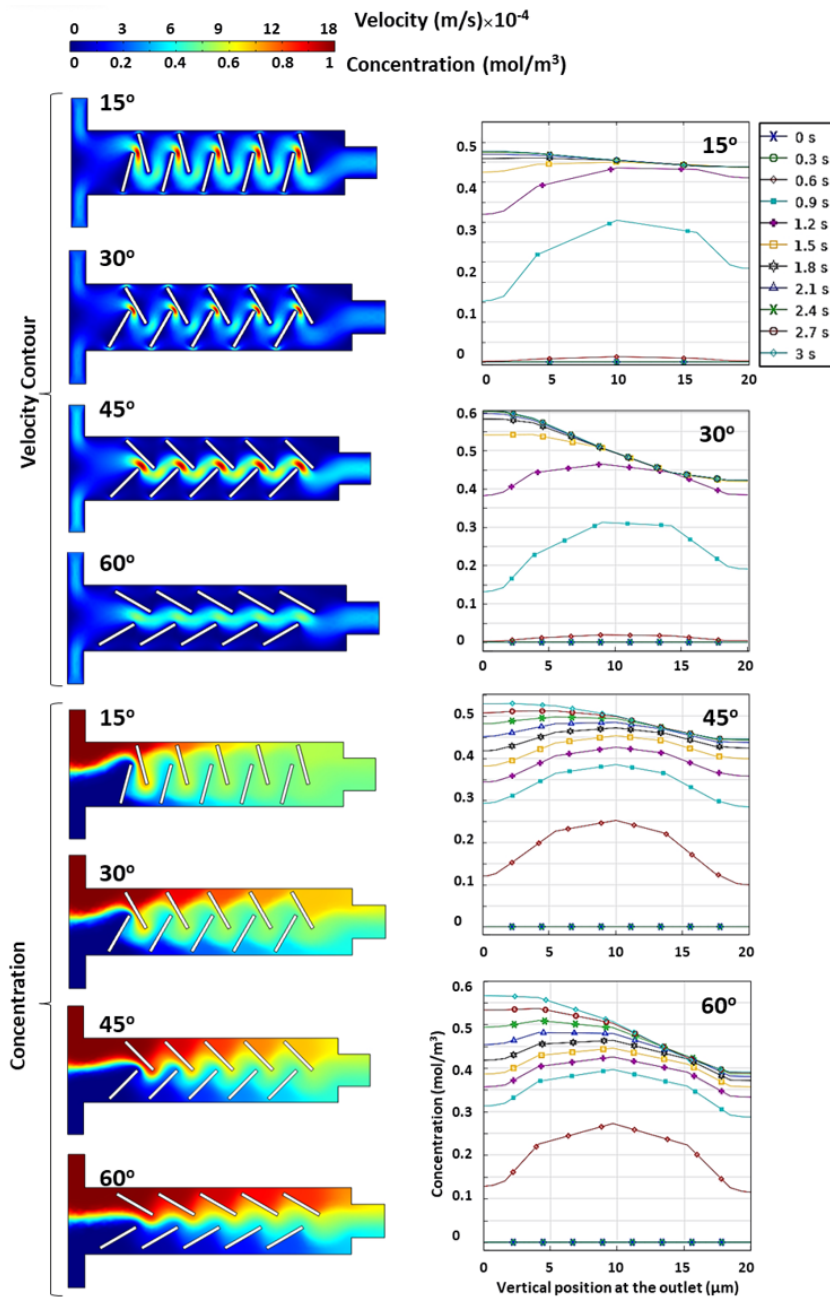 Velocity (m/s)×10⁻⁴
0 3 6 9 12 18
0 0.2 0.4 0.6 0.8 1
Concentration (mol/m³)
Velocity Contour
15°
30°
45°
60°
Concentration
15°
30°
45°
60°
15°
0.5
0.4
0.3
0.2
0.1
0
0 5 10 15 20
0 s
0.3 s
0.6 s
0.9 s
1.2 s
1.5 s
1.8 s
2.1 s
2.4 s
2.7 s
3 s
30°
0.6
0.5
0.4
0.3
0.2
0.1
0
0 5 10 15 20
45°
0.5
0.4
0.3
0.2
0.1
0
0 5 10 15 20
60°
Concentration (mol/m³)
0.6
0.5
0.4
0.3
0.2
0.1
0
0 5 10 15 20
Vertical position at the outlet (μm)